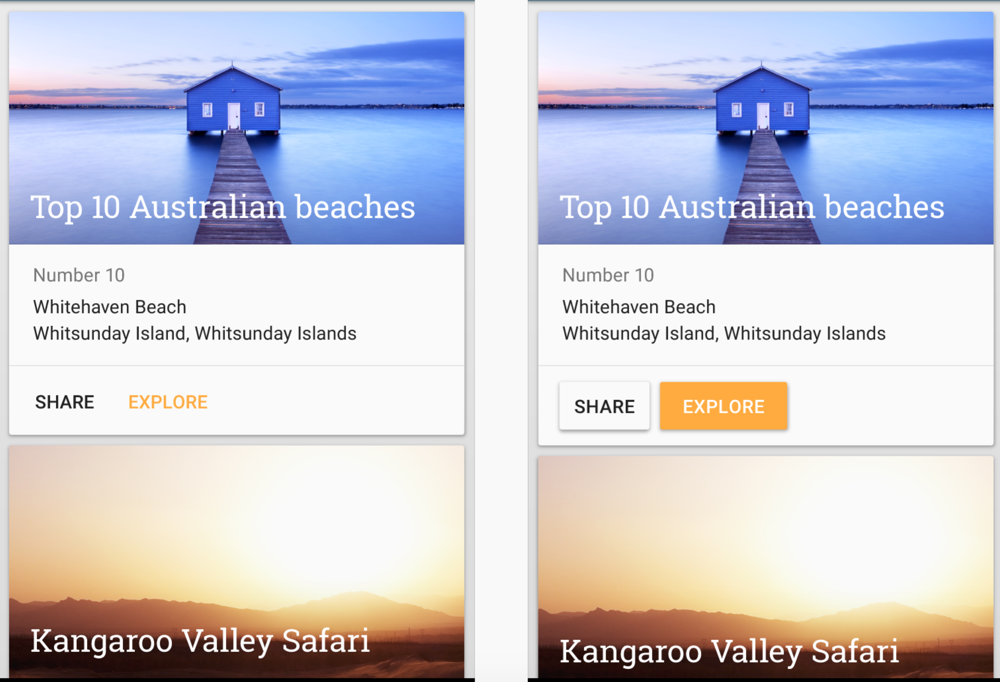 Top 10 Australian beaches
Number 10
Whitehaven Beach
Whitsunday Island, Whitsunday Islands
SHARE EXPLORE
Kangaroo Valley Safari
Top 10 Australian beaches
Number 10
Whitehaven Beach
Whitsunday Island, Whitsunday Islands
SHARE EXPLORE
Kangaroo Valley Safari